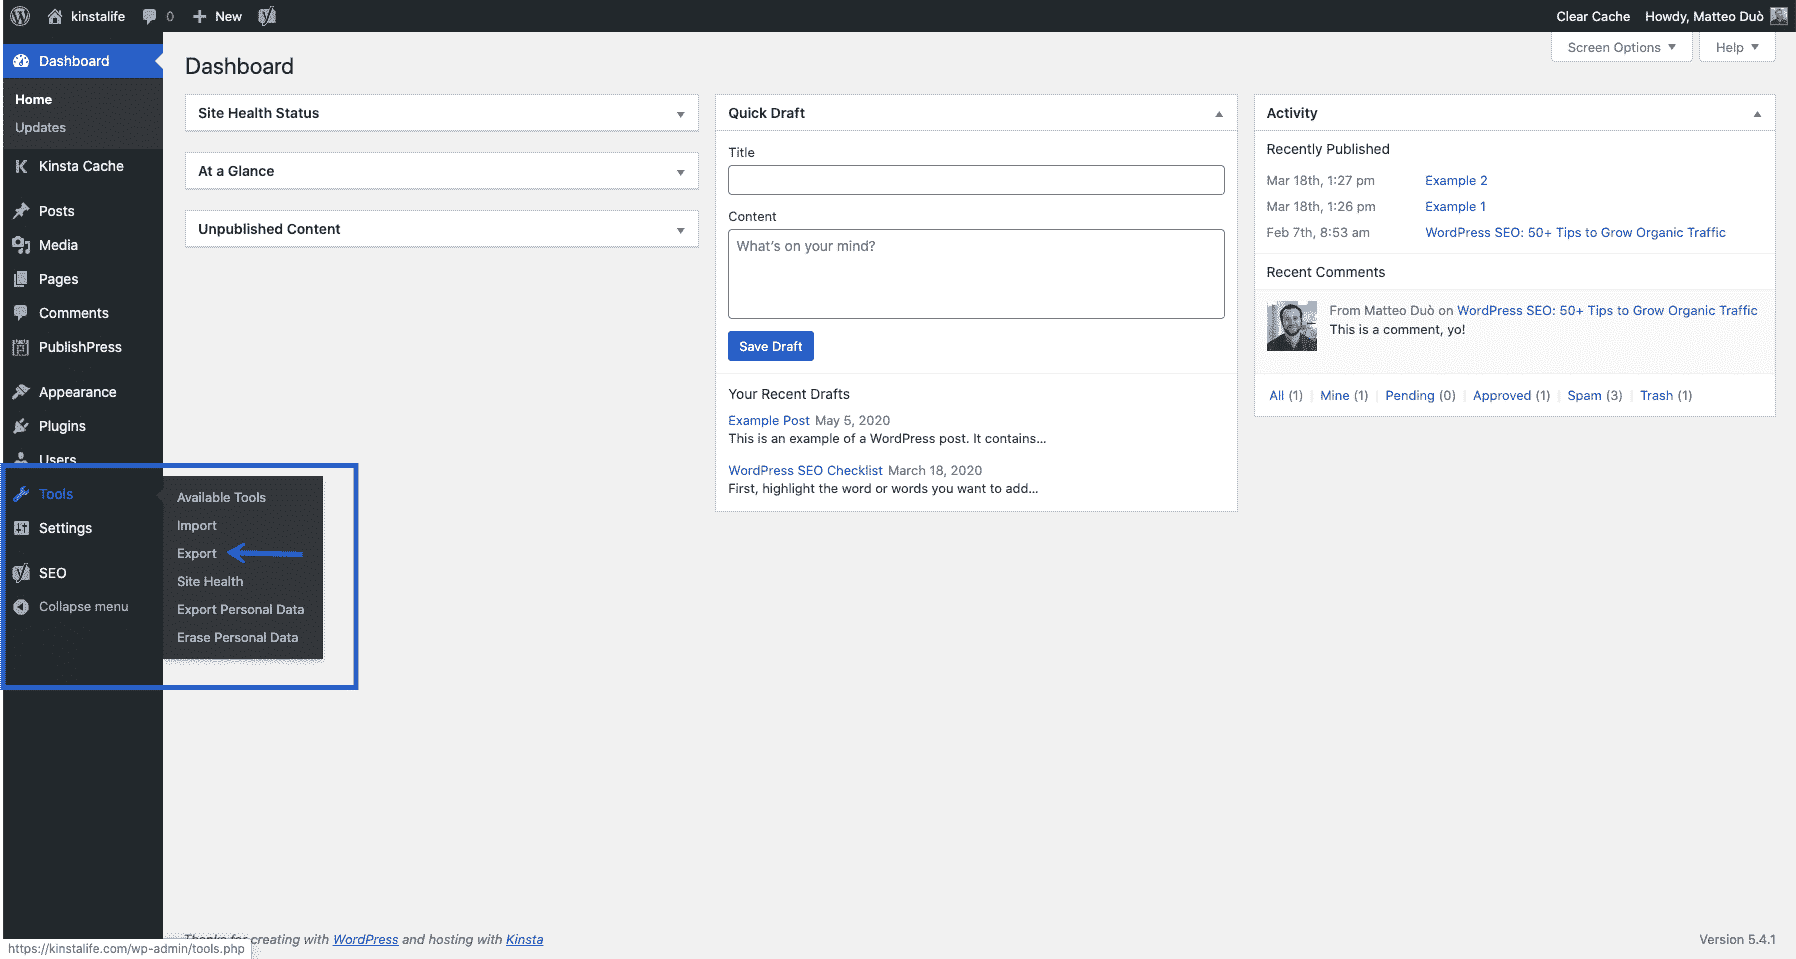 kinstalife
0
New
Clear Cache
Howdy, Matteo Duò
Screen Options
Help
Dashboard
Home
Updates
Kinsta Cache
Posts
Media
Pages
Comments
PublishPress
Appearance
Plugins
Users
Tools
Settings
SEO
Collapse menu
Available Tools
Import
Export
Site Health
Export Personal Data
Erase Personal Data
Dashboard
Site Health Status
At a Glance
Unpublished Content
Quick Draft
Title
Content
What's on your mind?
Save Draft
Your Recent Drafts
Example Post May 5, 2020
This is an example of a WordPress post. It contains...
WordPress SEO Checklist March 18, 2020
First, highlight the word or words you want to add...
Activity
Recently Published
Mar 18th, 1:27 pm Example 2
Mar 18th, 1:26 pm Example 1
Feb 7th, 8:53 am WordPress SEO: 50+ Tips to Grow Organic Traffic
Recent Comments
From Matteo Duò on WordPress SEO: 50+ Tips to Grow Organic Traffic
This is a comment, yo!
All (1) | Mine (1) | Pending (0) | Approved (1) | Spam (3) | Trash (1)
creating with WordPress and hosting with Kinsta
Version 5.4.1
https://kinstalife.com/wp-admin/tools.php